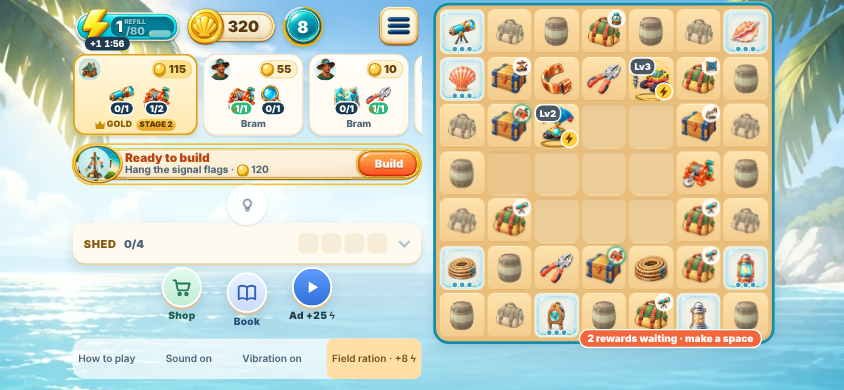 1
REFILL
/80
+1 1:56
320
8
115
0/1
1/2
GOLD
STAGE 2
55
1/1
0/1
Bram
10
0/1
1/1
Bram
Ready to build
Hang the signal flags · 120
Build
SHED 0/4
Shop
Book
Ad +25
How to play
Sound on
Vibration on
Field ration · +8
Lv3
Lv2
2 rewards waiting · make a space